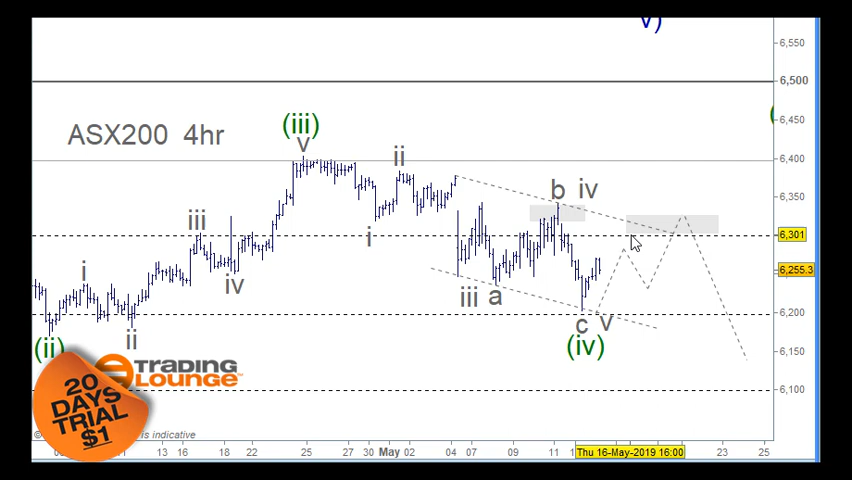 v)
6,550
6,500
6,450
ASX200 4hr
(iii)
v
ii
6,400
b iv
6,350
iii
i
6,301
i
iv
6,255.3
iii a
6,200
ii
c v
(ii)
(iv)
6,150
TRADING
LOUNGE
20
DAYS
TRIAL
$1
6,100
is indicative
13 16 18 22 25 27 30 May 04 07 09 11 Thu 16-May-2019 16:00 23 25